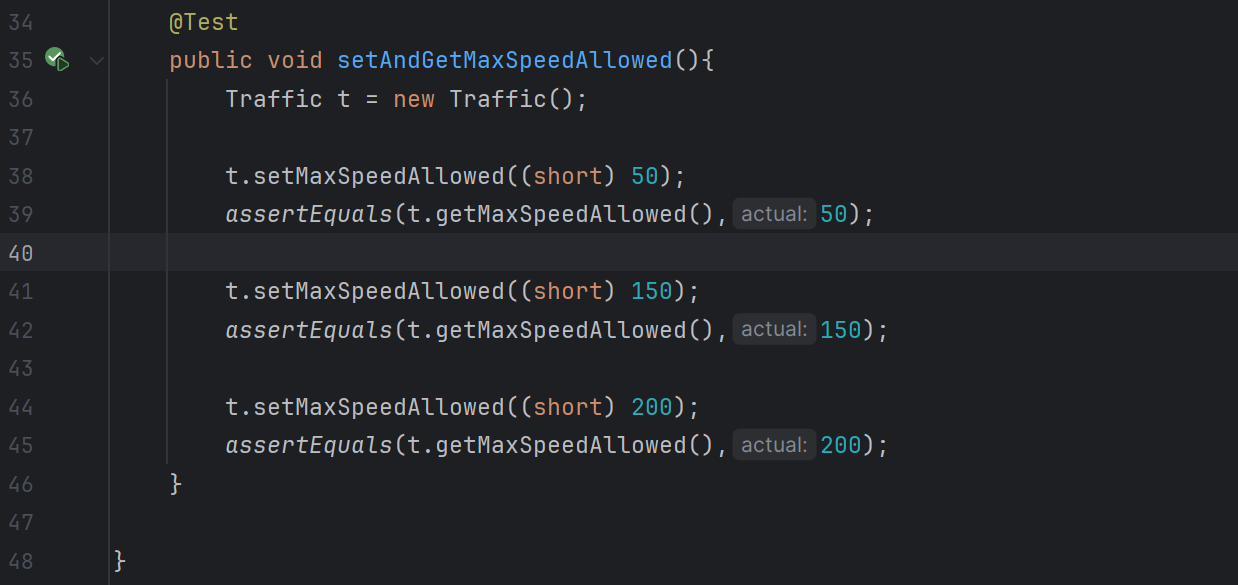 34 @Test
35 public void setAndGetMaxSpeedAllowed(){
36 Traffic t = new Traffic();
37
38 t.setMaxSpeedAllowed((short) 50);
39 assertEquals(t.getMaxSpeedAllowed(), actual: 50);
40
41 t.setMaxSpeedAllowed((short) 150);
42 assertEquals(t.getMaxSpeedAllowed(), actual: 150);
43
44 t.setMaxSpeedAllowed((short) 200);
45 assertEquals(t.getMaxSpeedAllowed(), actual: 200);
46 }
47
48 }